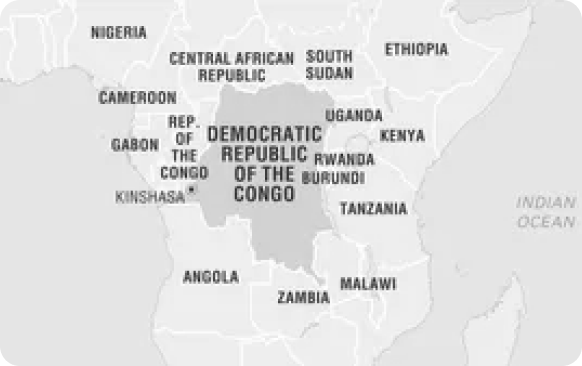 NIGERIA
CENTRAL AFRICAN
REPUBLIC
SOUTH
SUDAN
ETHIOPIA
CAMEROON
UGANDA
GABON
REP.
OF
THE
CONGO
DEMOCRATIC
REPUBLIC
OF THE
CONGO
KENYA
RWANDA
BURUNDI
KINSHASA
TANZANIA
INDIAN
OCEAN
ANGOLA
ZAMBIA
MALAWI